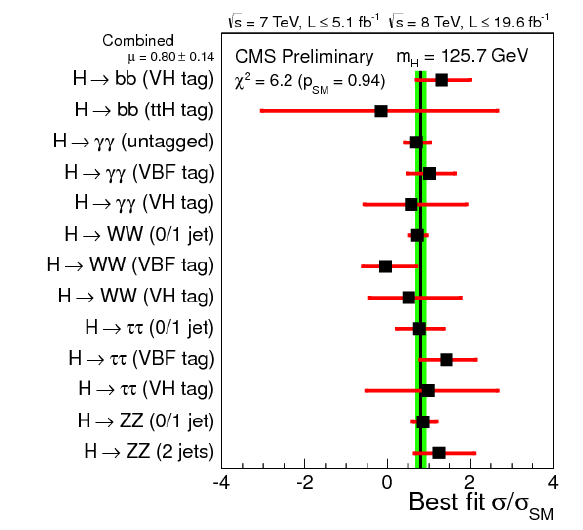 √s = 7 TeV, L ≤ 5.1 fb⁻¹ √s = 8 TeV, L ≤ 19.6 fb⁻¹
Combined
μ = 0.80 ± 0.14
CMS Preliminary
m_H = 125.7 GeV
χ² = 6.2 (p_SM = 0.94)
H → bb (VH tag)
H → bb (ttH tag)
H → γγ (untagged)
H → γγ (VBF tag)
H → γγ (VH tag)
H → WW (0/1 jet)
H → WW (VBF tag)
H → WW (VH tag)
H → ττ (0/1 jet)
H → ττ (VBF tag)
H → ττ (VH tag)
H → ZZ (0/1 jet)
H → ZZ (2 jets)
-4 -2 0 2 4
Best fit σ/σ_SM